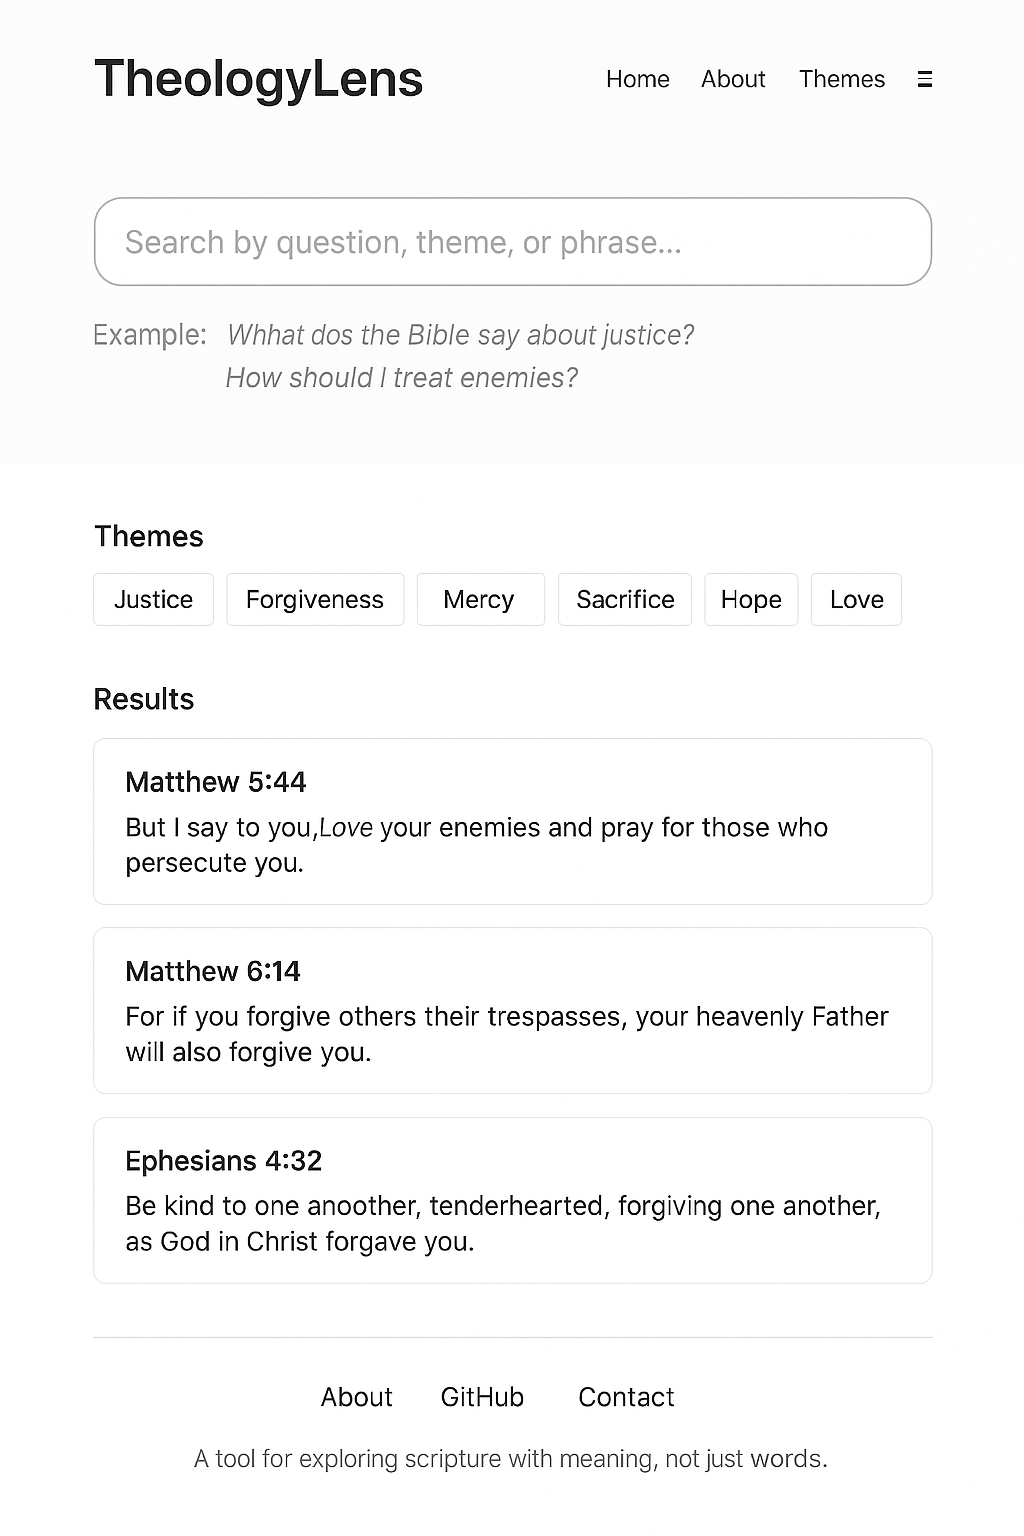 TheologyLens
Home About Themes ☰
Search by question, theme, or phrase...
Example: Whhat dos the Bible say about justice?
How should I treat enemies?
Themes
Justice Forgiveness Mercy Sacrifice Hope Love
Results
Matthew 5:44
But I say to you,Love your enemies and pray for those who
persecute you.
Matthew 6:14
For if you forgive others their trespasses, your heavenly Father
will also forgive you.
Ephesians 4:32
Be kind to one anoother, tenderhearted, forgiving one another,
as God in Christ forgave you.
About GitHub Contact
A tool for exploring scripture with meaning, not just words.